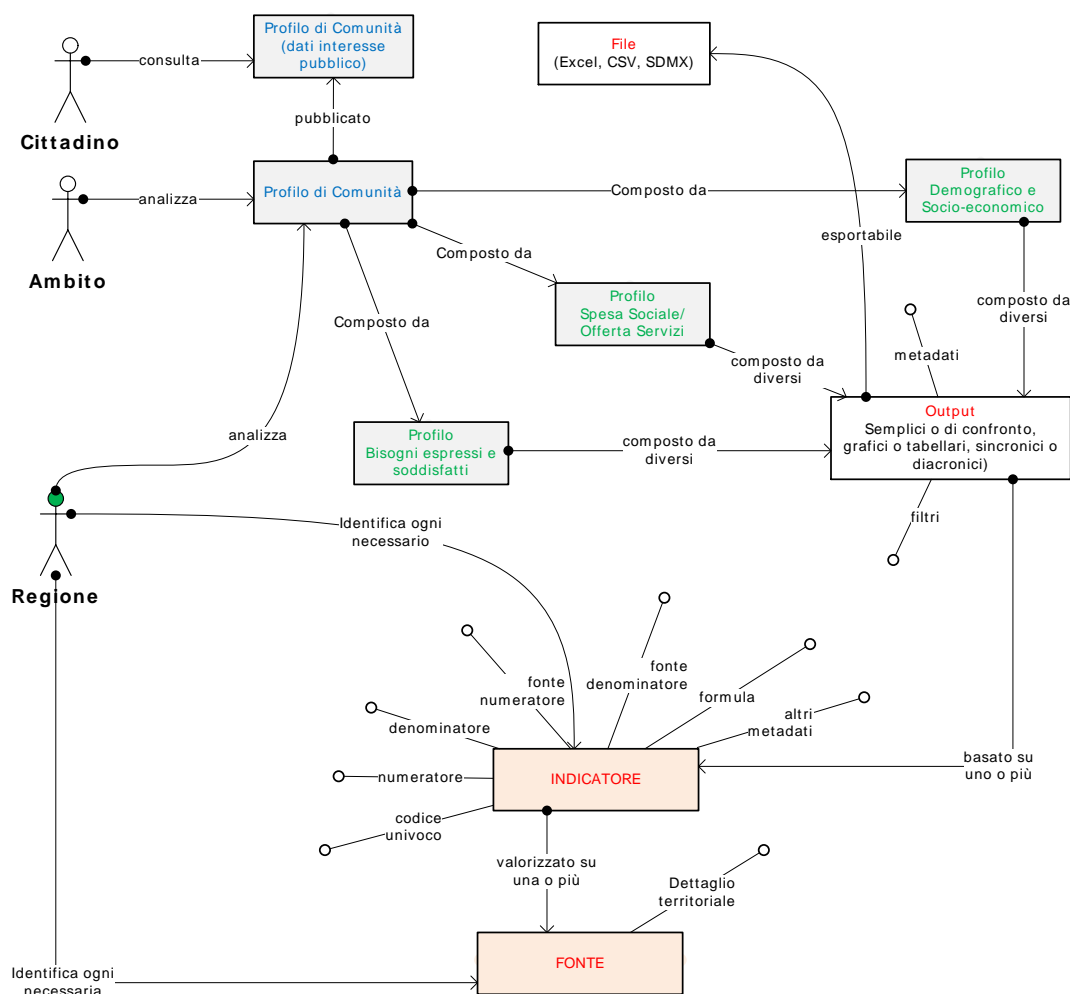 Profilo di Comunità
(dati interesse
pubblico)
File
(Excel, CSV, SDMX)
consulta
Cittadino
pubblicato
Profilo di Comunità
analizza
Ambito
Composto da
Profilo
Demografico e
Socio-economico
esportabile
Composto da
Profilo
Spesa Sociale/
Offerta Servizi
composto da
diversi
Composto da
metadati
composto da
diversi
Output
Semplici o di confronto,
grafici o tabellari, sincronici o
diacronici)
analizza
Profilo
Bisogni espressi e
soddisfatti
composto da
diversi
filtri
Identifica ogni
necessario
Regione
fonte
numeratore
fonte
denominatore
formula
altri
metadati
denominatore
numeratore
codice
univoco
INDICATORE
basato su
uno o più
valorizzato su
una o più
Dettaglio
territoriale
FONTE
Identifica ogni
necessaria